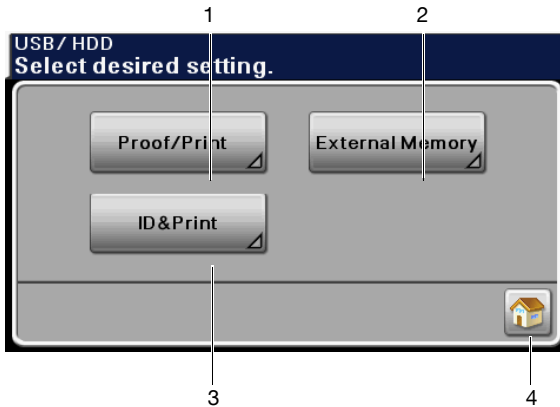 1 2
USB/ HDD
Select desired setting.
Proof/Print External Memory
ID&Print
3 4